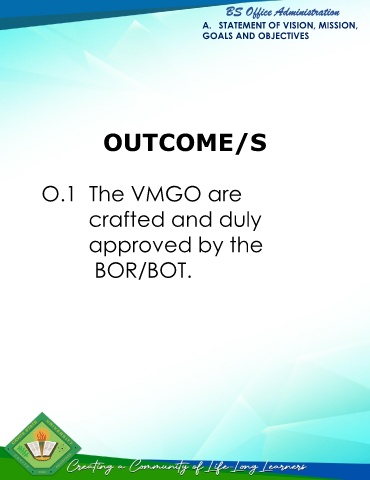 BS Office Administration
A. STATEMENT OF VISION, MISSION,
GOALS AND OBJECTIVES
OUTCOME/S
O.1 The VMGO are
crafted and duly
approved by the
BOR/BOT.
Creating a Community of Life Long Learners